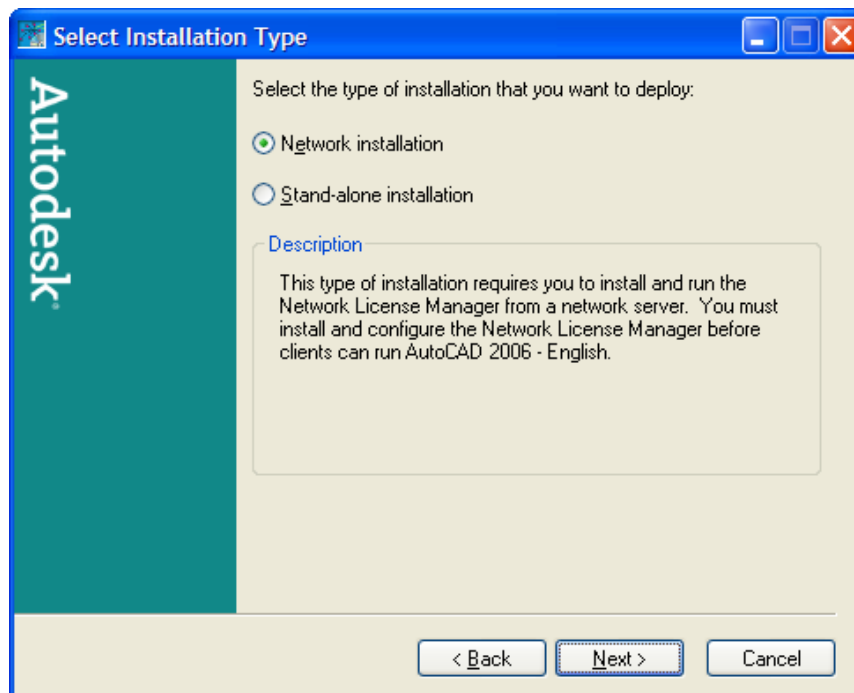 Select Installation Type
Autodesk
Select the type of installation that you want to deploy:
Network installation
Stand-alone installation
Description
This type of installation requires you to install and run the
Network License Manager from a network server.  You must
install and configure the Network License Manager before
clients can run AutoCAD 2006 - English.
< Back
Next >
Cancel